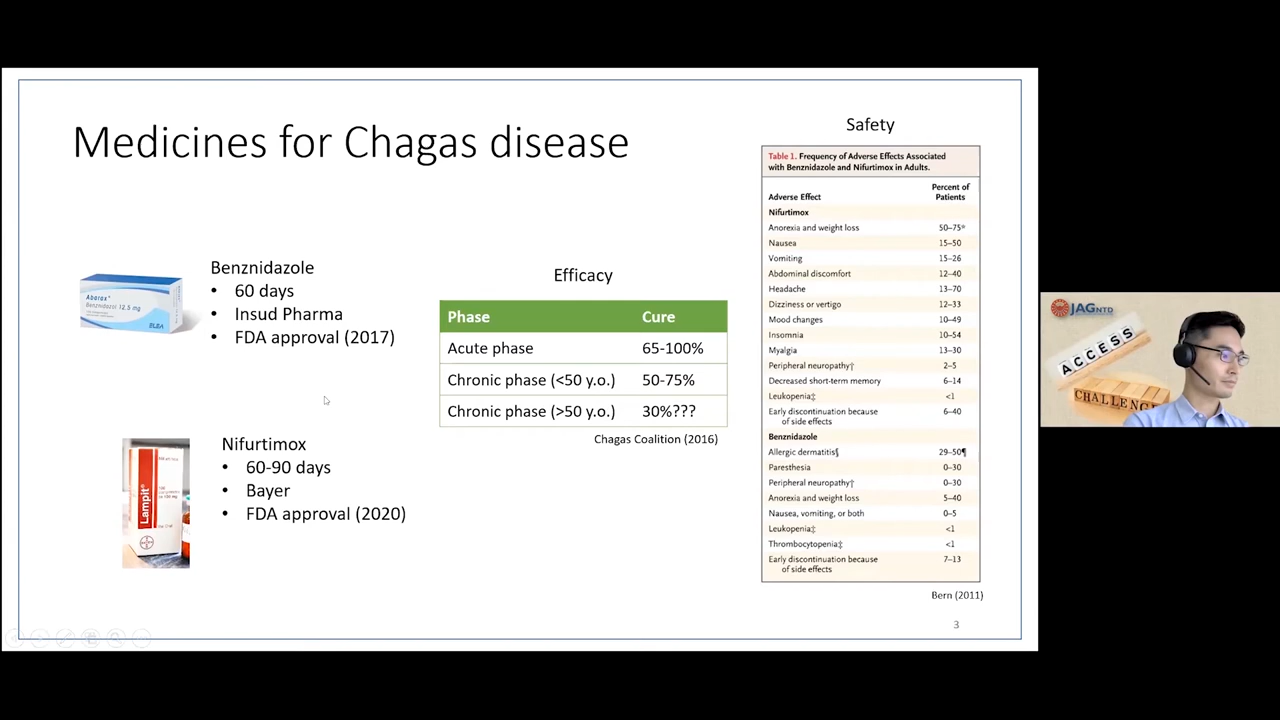 Medicines for Chagas disease
Benznidazole
• 60 days
• Insud Pharma
• FDA approval (2017)
Abarax®
Benznidazol 12,5 mg
ELEA
Nifurtimox
• 60-90 days
• Bayer
• FDA approval (2020)
Lampit®
Efficacy
Phase Cure
Acute phase 65-100%
Chronic phase (<50 y.o.) 50-75%
Chronic phase (>50 y.o.) 30%???
Chagas Coalition (2016)
Safety
Table 1. Frequency of Adverse Effects Associated
with Benznidazole and Nifurtimox in Adults.
Adverse Effect Percent of
Patients
Nifurtimox
Anorexia and weight loss 50–75*
Nausea 15–50
Vomiting 15–26
Abdominal discomfort 12–40
Headache 13–70
Dizziness or vertigo 12–33
Mood changes 10–49
Insomnia 10–54
Myalgia 13–30
Peripheral neuropathy† 2–5
Decreased short-term memory 6–14
Leukopenia‡ <1
Early discontinuation because
of side effects 6–40
Benznidazole
Allergic dermatitis§ 29–50¶
Paresthesia 0–30
Peripheral neuropathy† 0–30
Anorexia and weight loss 5–40
Nausea, vomiting, or both 0–5
Leukopenia‡ <1
Thrombocytopenia‡ <1
Early discontinuation because
of side effects 7–13
Bern (2011)
3
JAGNTD
ACCESS
CHALLENG